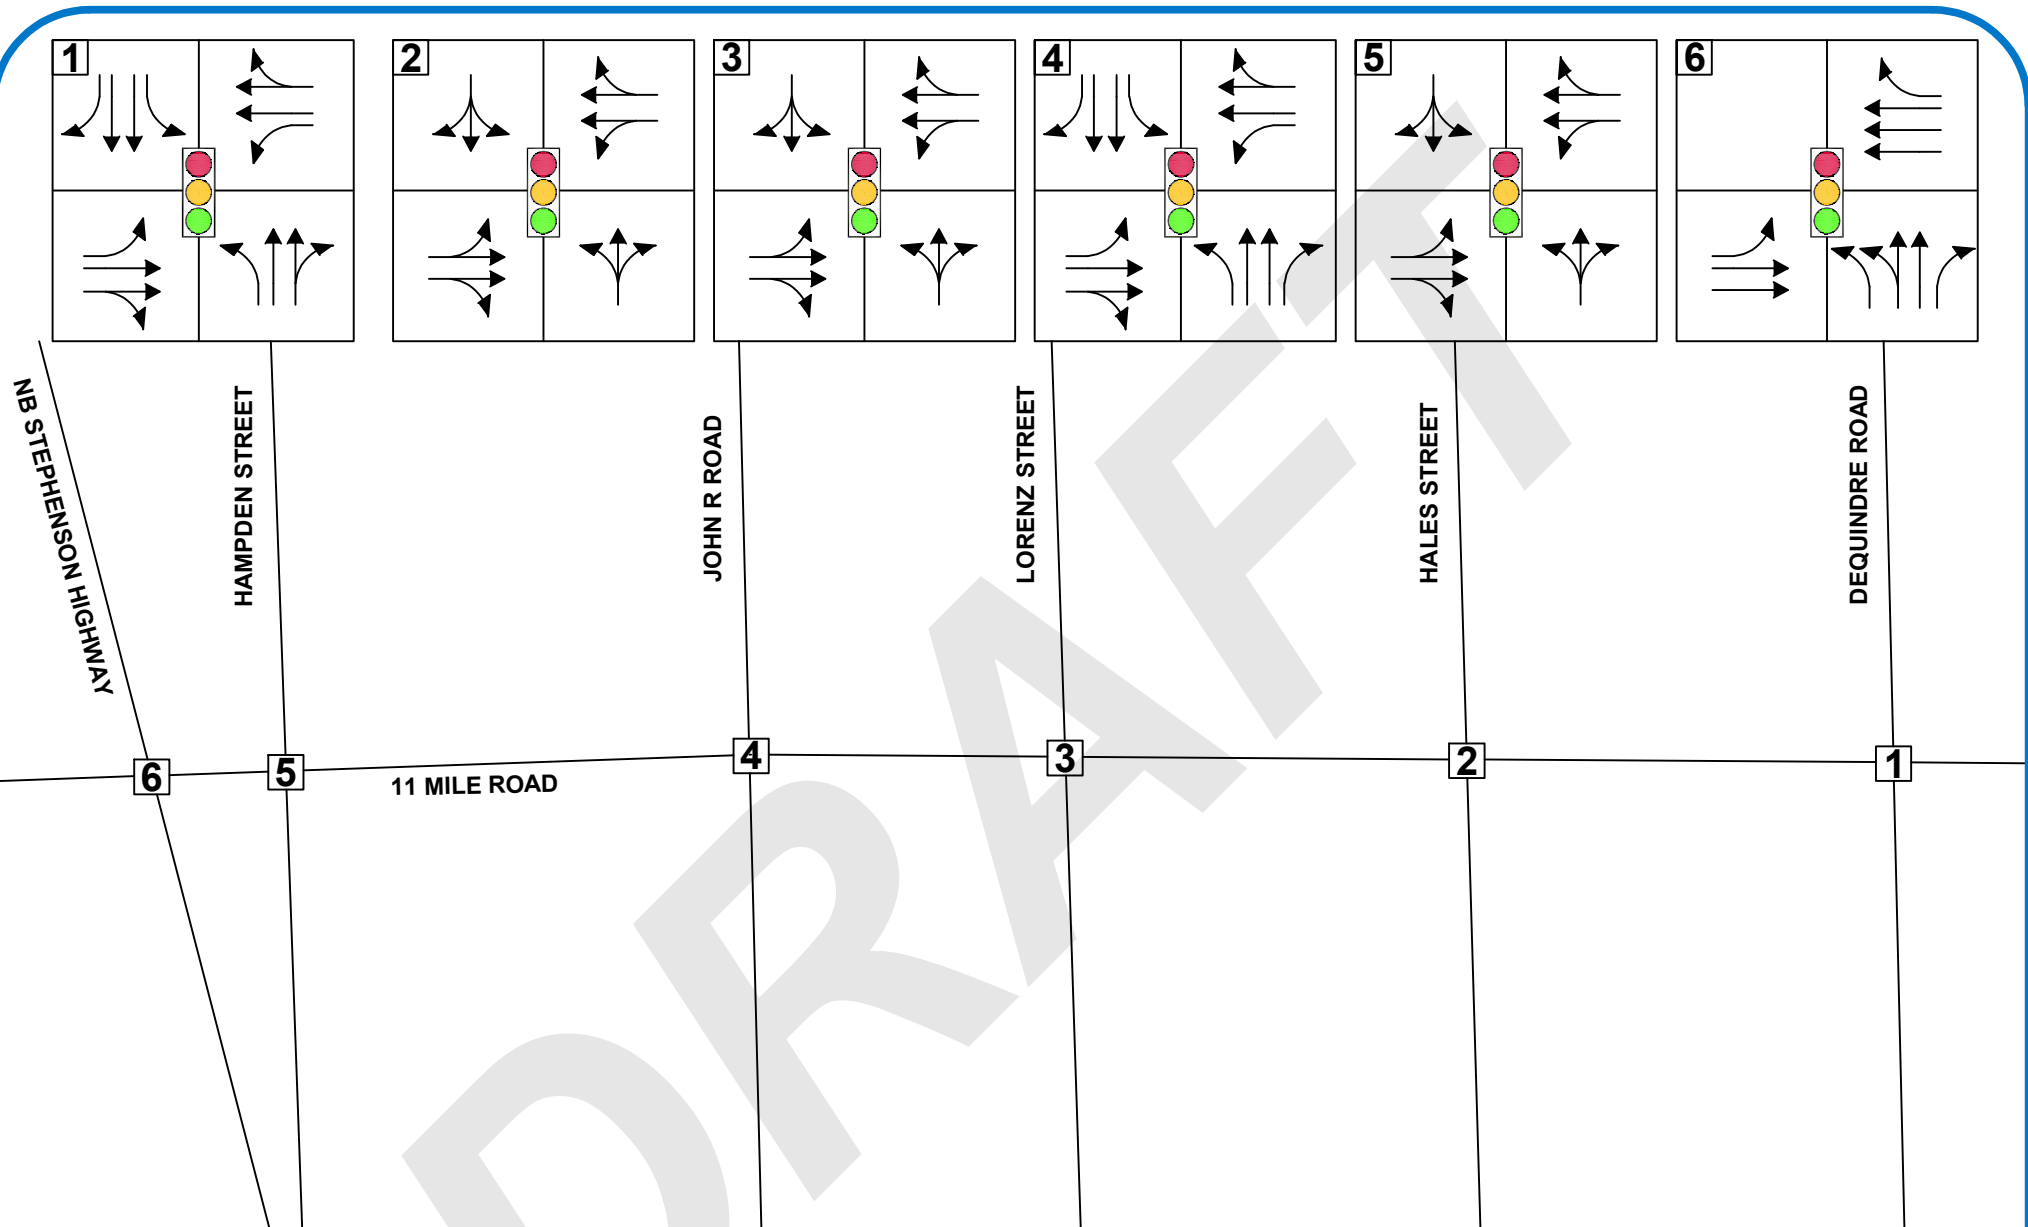 1
2
3
4
5
6
NB STEPHENSON HIGHWAY
HAMPDEN STREET
JOHN R ROAD
LORENZ STREET
HALES STREET
DEQUINDRE ROAD
6
5
4
3
2
1
11 MILE ROAD
DRAFT